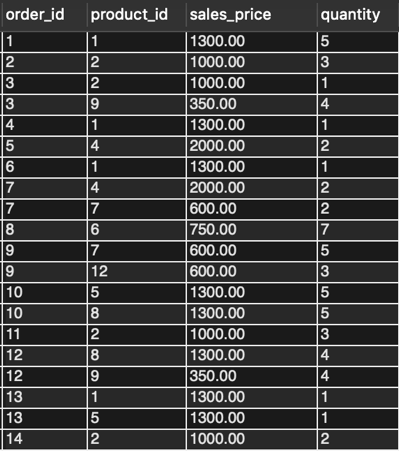 order_id product_id sales_price quantity
1 1 1300.00 5
2 2 1000.00 3
3 2 1000.00 1
3 9 350.00 4
4 1 1300.00 1
5 4 2000.00 2
6 1 1300.00 1
7 4 2000.00 2
7 7 600.00 2
8 6 750.00 7
9 7 600.00 5
9 12 600.00 3
10 5 1300.00 5
10 8 1300.00 5
11 2 1000.00 3
12 8 1300.00 4
12 9 350.00 4
13 1 1300.00 1
13 5 1300.00 1
14 2 1000.00 2